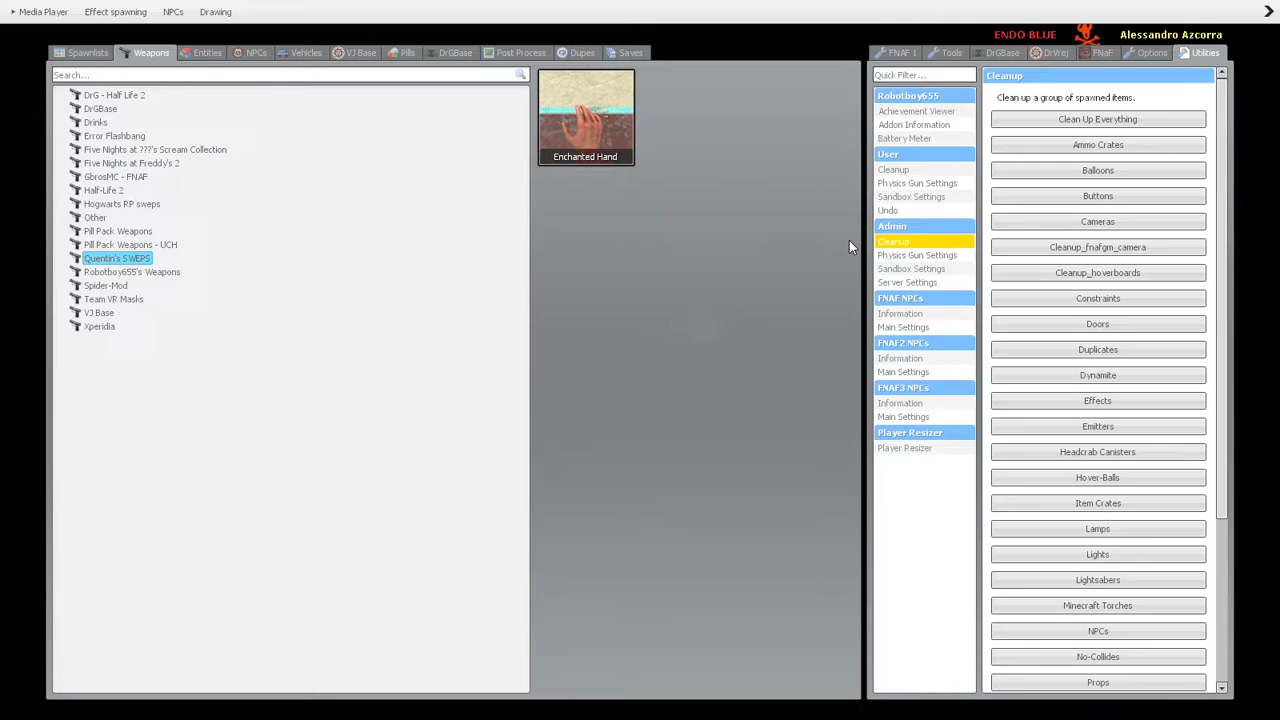 Media Player Effect spawning NPCs Drawing
ENDO BLUE Alessandro Azcorra
Spawnlists Weapons Entities NPCs Vehicles VJ Base Pills DrGBase Post Process Dupes Saves
Search...
DrG - Half Life 2
DrGBase
Drinks
Error Flashbang
Five Nights at ???'s Scream Collection
Five Nights at Freddy's 2
GbrosMC - FNAF
Half-Life 2
Hogwarts RP sweps
Other
Pill Pack Weapons
Pill Pack Weapons - UCH
Quentin's SWEPS
Robotboy655's Weapons
Spider-Mod
Team VR Masks
VJ Base
Xperidia
Enchanted Hand
FNAF 1 Tools DrGBase DrVrej FNaF Options Utilities
Quick Filter...
Robotboy655
Achievement Viewer
Addon Information
Battery Meter
User
Cleanup
Physics Gun Settings
Sandbox Settings
Undo
Admin
Cleanup
Physics Gun Settings
Sandbox Settings
Server Settings
FNAF NPCs
Information
Main Settings
FNAF2 NPCs
Information
Main Settings
FNAF3 NPCs
Information
Main Settings
Player Resizer
Player Resizer
Cleanup
Clean up a group of spawned items.
Clean Up Everything
Ammo Crates
Balloons
Buttons
Cameras
Cleanup_fnafgm_camera
Cleanup_hoverboards
Constraints
Doors
Duplicates
Dynamite
Effects
Emitters
Headcrab Canisters
Hover-Balls
Item Crates
Lamps
Lights
Lightsabers
Minecraft Torches
NPCs
No-Collides
Props